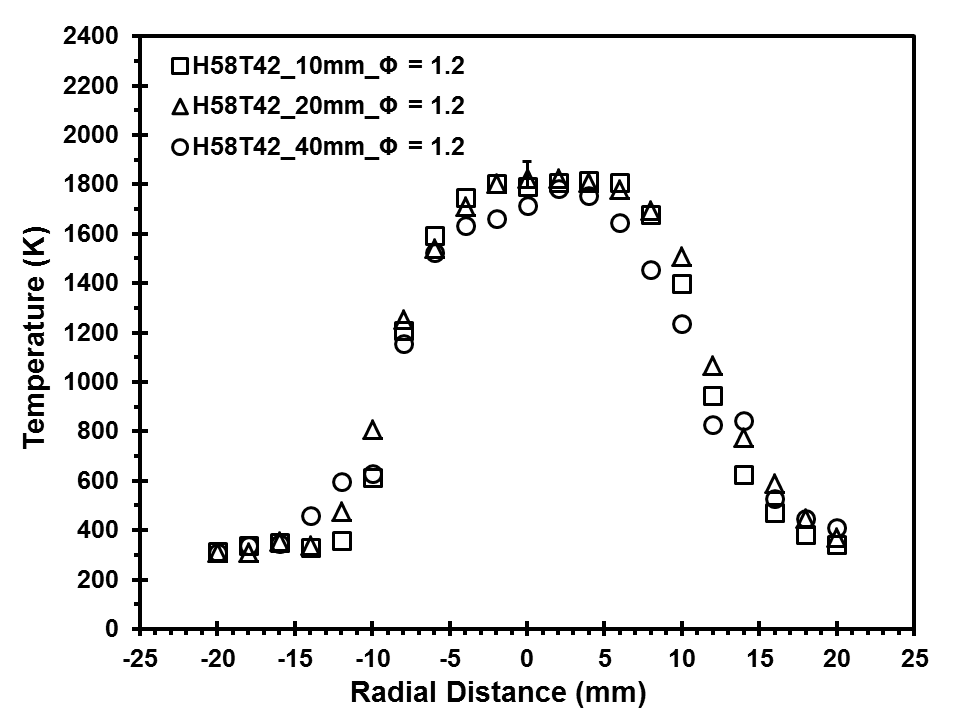 2400
2200
2000
1800
1600
1400
1200
1000
800
600
400
200
0
Temperature (K)
H58T42_10mm_Φ = 1.2
H58T42_20mm_Φ = 1.2
H58T42_40mm_Φ = 1.2
-25 -20 -15 -10 -5 0 5 10 15 20 25
Radial Distance (mm)